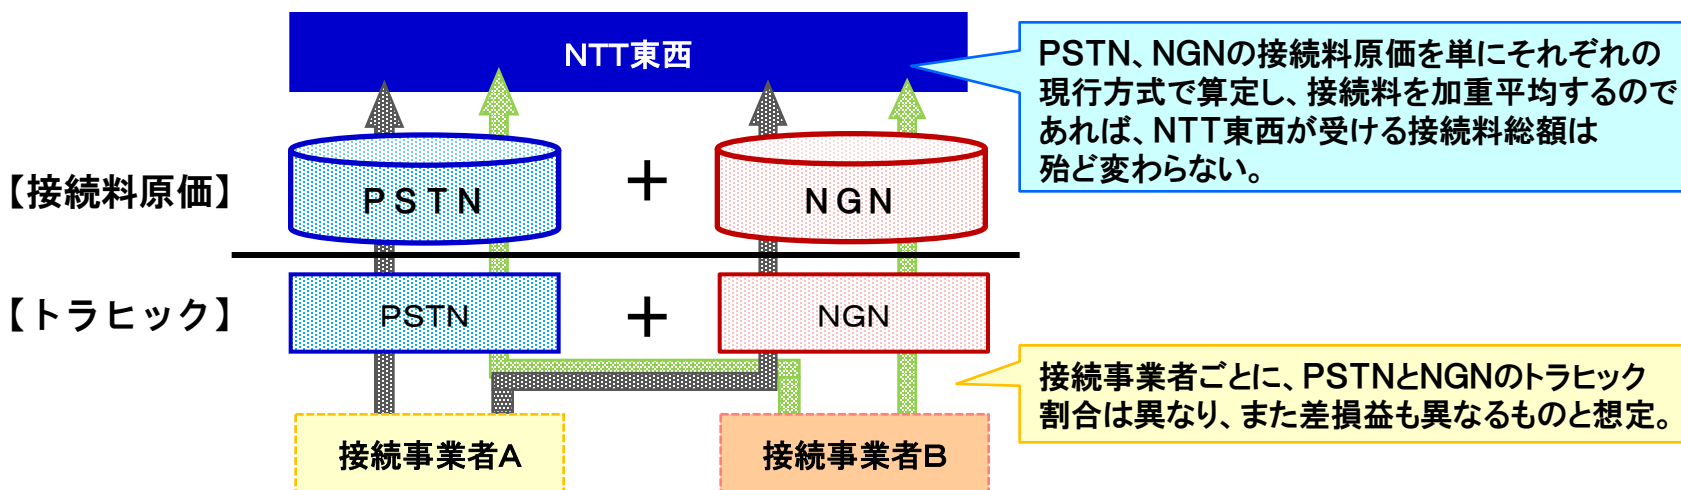 NTT東西
PSTN、NGNの接続料原価を単にそれぞれの
現行方式で算定し、接続料を加重平均するので
あれば、NTT東西が受ける接続料総額は
殆ど変わらない。
【接続料原価】
PSTN
+
NGN
【トラヒック】
PSTN
+
NGN
接続事業者ごとに、PSTNとNGNのトラヒック
割合は異なり、また差損益も異なるものと想定。
接続事業者A
接続事業者B